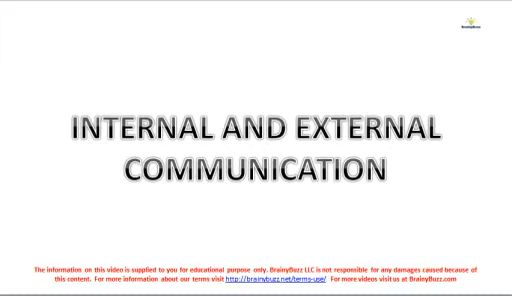 BrainyBuzz
INTERNAL AND EXTERNAL
COMMUNICATION
The information on this video is supplied to you for educational purpose only. BrainyBuzz LLC is not responsible for any damages caused because of
this content. For more information about our terms visit http://brainybuzz.net/terms-use/ For more videos visit us at BrainyBuzz.com